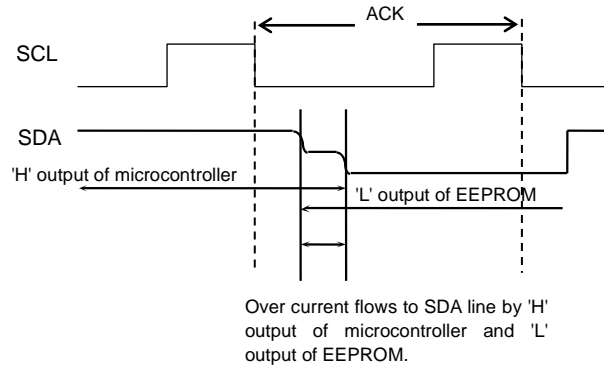 ACK
SCL
SDA
'H' output of microcontroller
'L' output of EEPROM
Over current flows to SDA line by 'H'
output of microcontroller and 'L'
output of EEPROM.